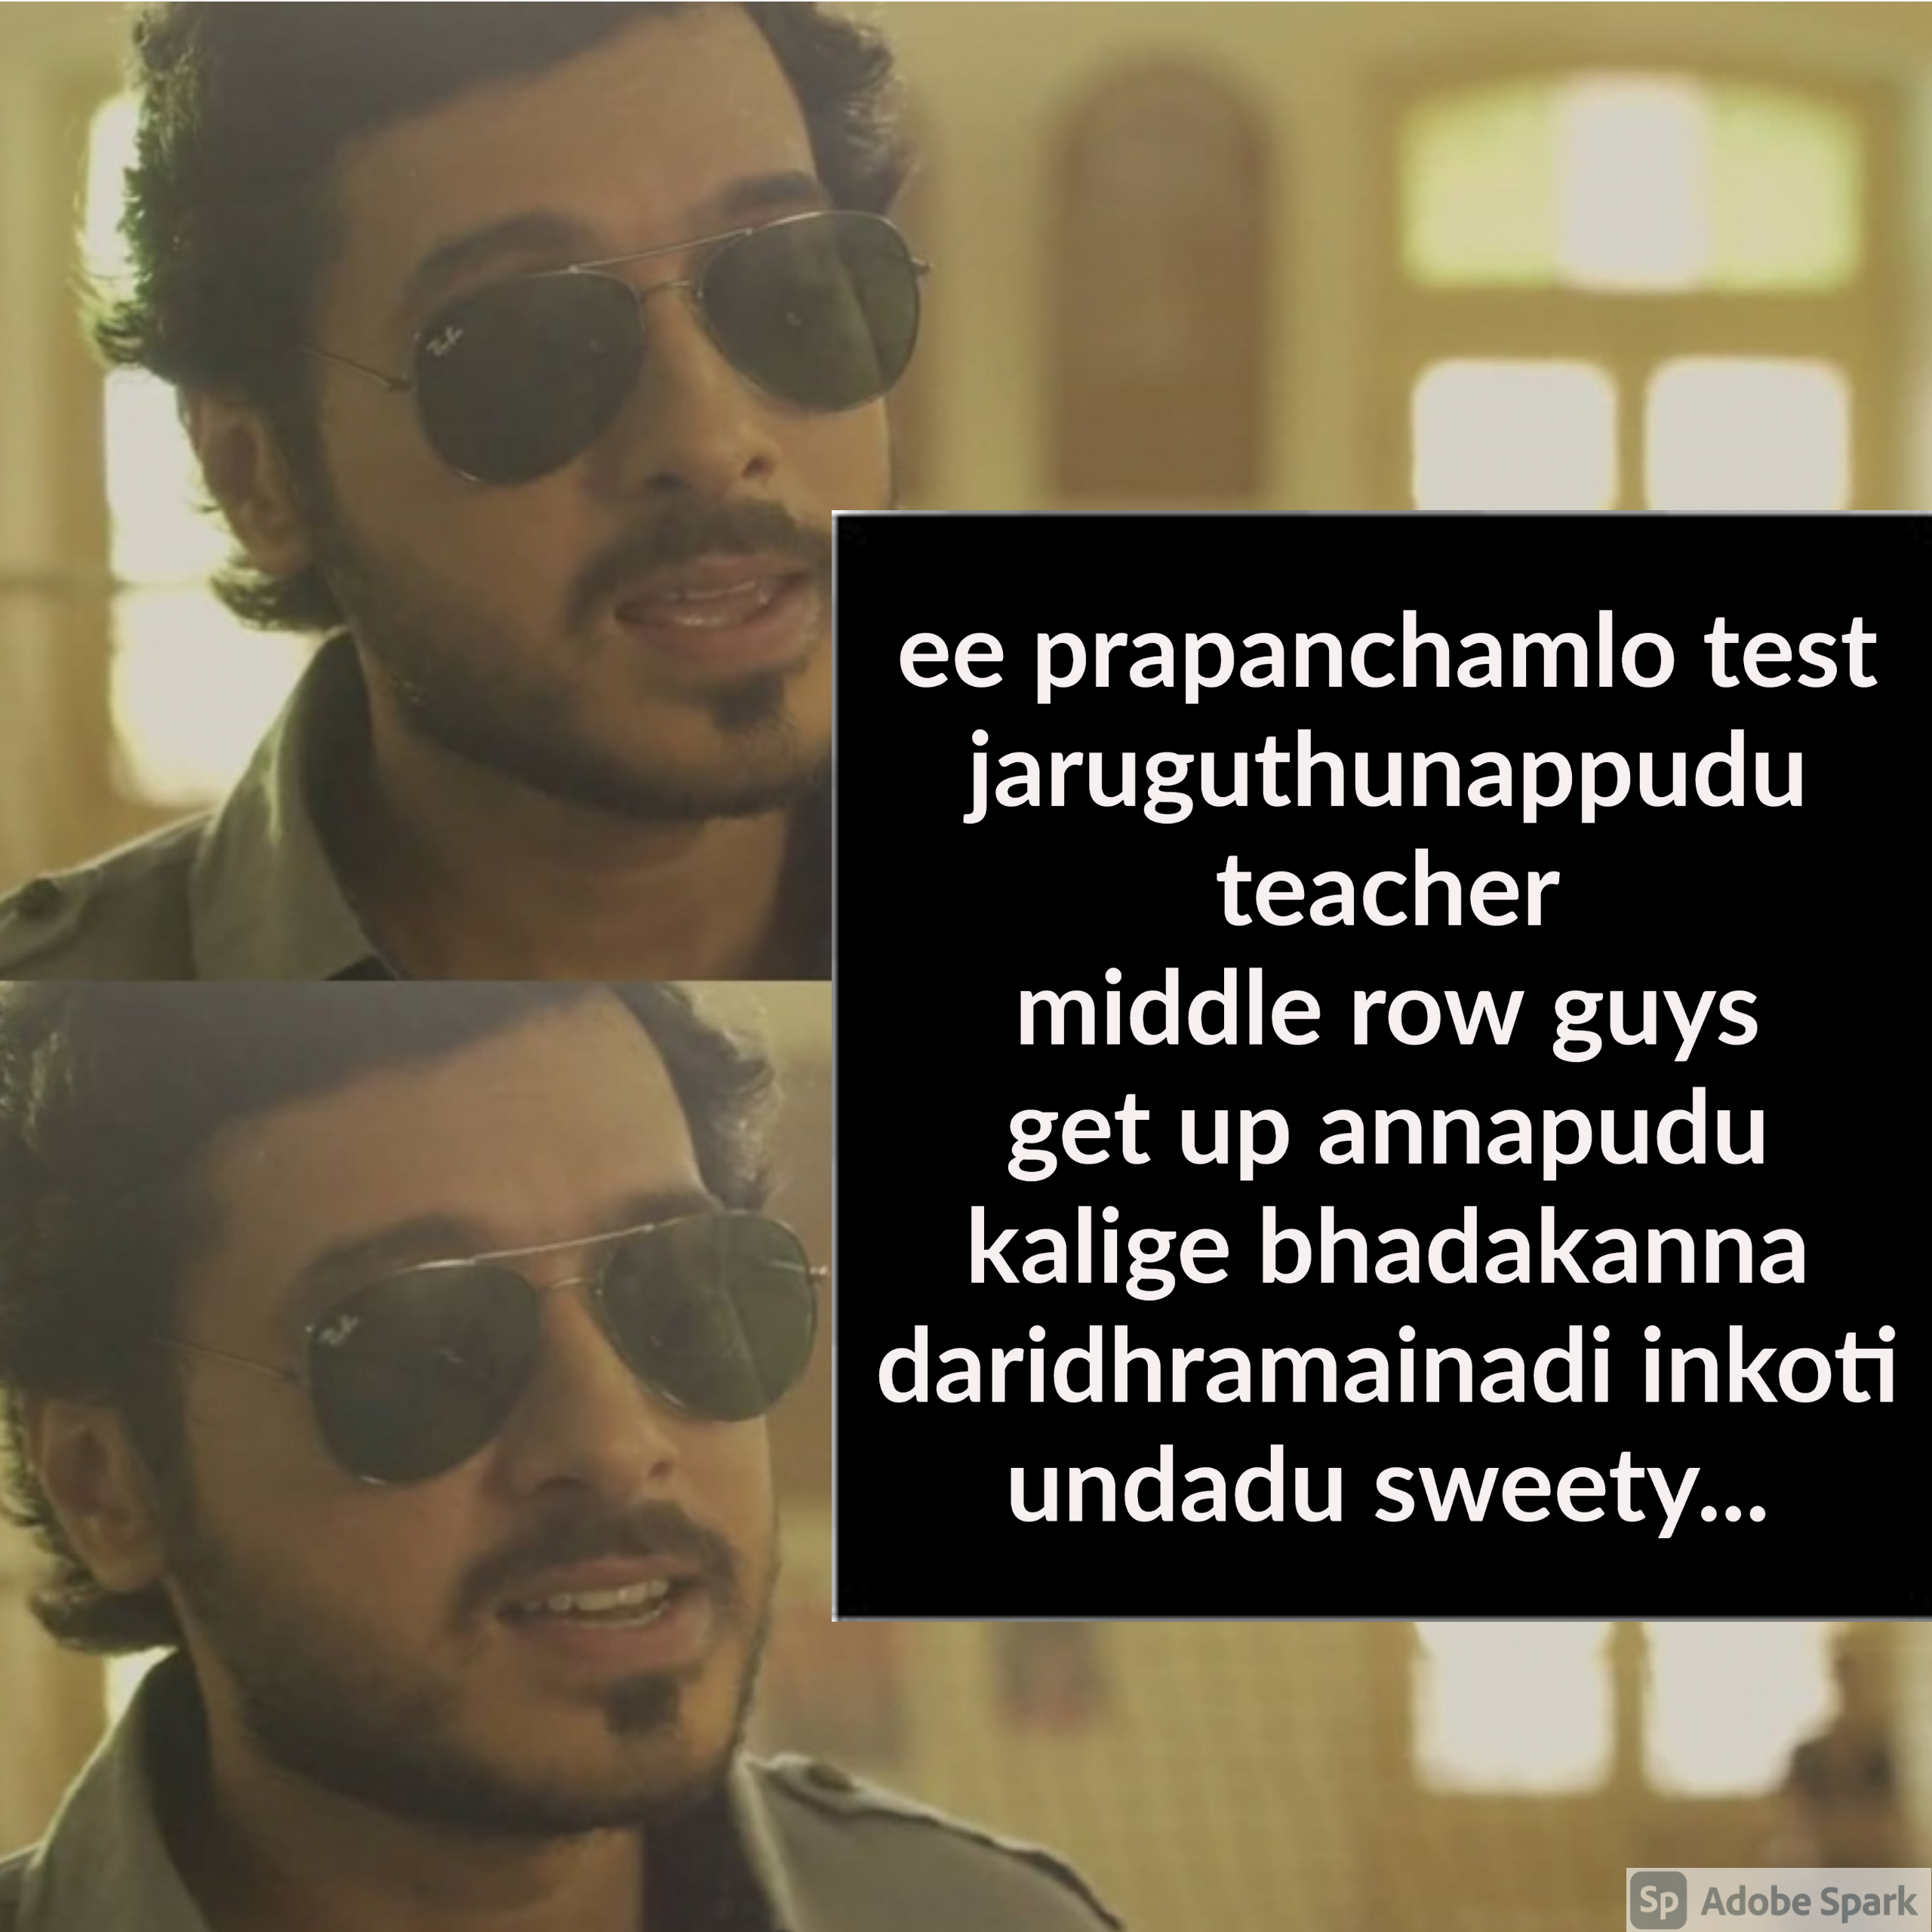 ee prapanchamlo test
jaruguthunappudu
teacher
middle row guys
get up annapudu
kalige bhadakanna
daridhramainadi inkoti
undadu sweety...
Sp Adobe Spark